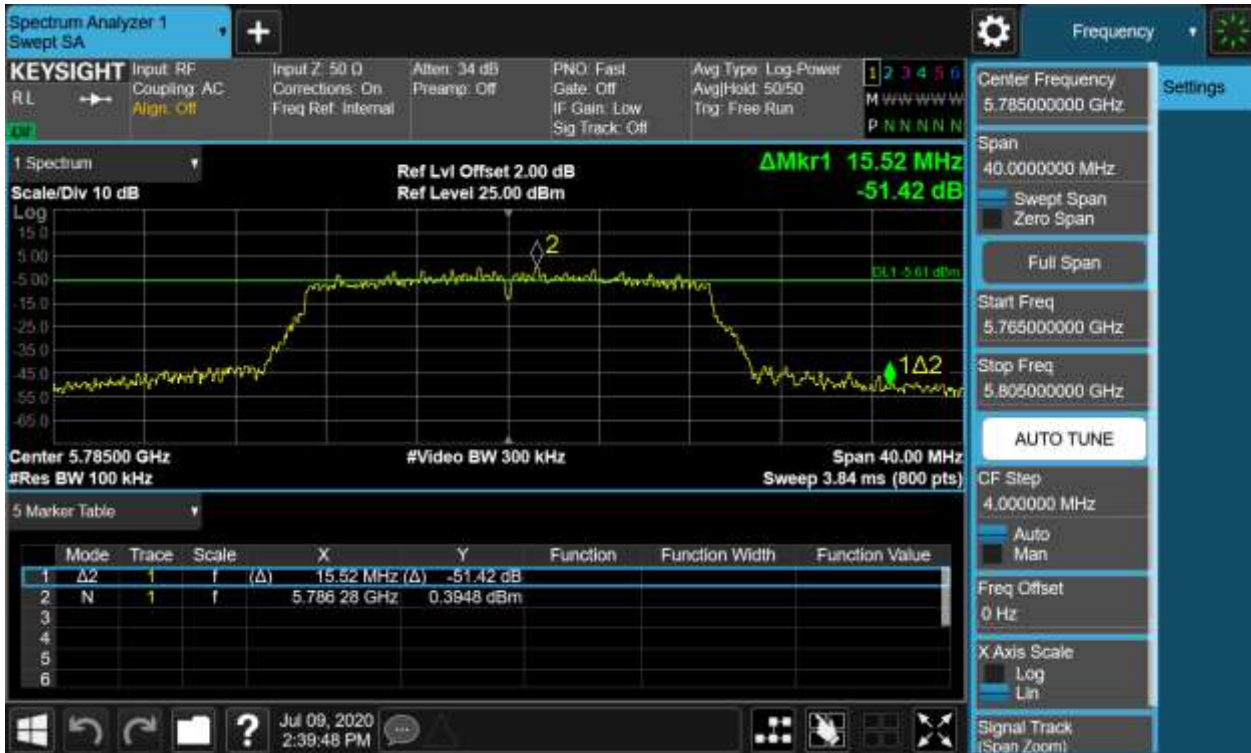 Spectrum Analyzer 1
Swept SA
+
Frequency
KEYSIGHT
RL
Input: RF
Coupling: AC
Align: Off
Input Z: 50 Ω
Corrections: On
Freq Ref: Internal
Atten: 34 dB
Preamp: Off
PNO: Fast
Gate: Off
IF Gain: Low
Sig Track: Off
Avg Type: Log-Power
Avg|Hold: 50/50
Trig: Free Run
1 2 3 4 5 6
M W W W W W
P N N N N N
1 Spectrum
Scale/Div 10 dB
Ref Lvl Offset 2.00 dB
Ref Level 25.00 dBm
ΔMkr1 15.52 MHz
-51.42 dB
Log
15.0
5.00
-5.00
-15.0
-25.0
-35.0
-45.0
-55.0
-65.0
2
DL1 -5.61 dBm
1Δ2
Center 5.78500 GHz
#Res BW 100 kHz
#Video BW 300 kHz
Span 40.00 MHz
Sweep 3.84 ms (800 pts)
5 Marker Table
Mode Trace Scale X Y Function Function Width Function Value
1 Δ2 1 f (Δ) 15.52 MHz (Δ) -51.42 dB
2 N 1 f 5.786 28 GHz 0.3948 dBm
3
4
5
6
Jul 09, 2020
2:39:48 PM
Center Frequency
5.785000000 GHz
Settings
Span
40.0000000 MHz
Swept Span
Zero Span
Full Span
Start Freq
5.765000000 GHz
Stop Freq
5.805000000 GHz
AUTO TUNE
CF Step
4.000000 MHz
Auto
Man
Freq Offset
0 Hz
X Axis Scale
Log
Lin
Signal Track
(Span Zoom)